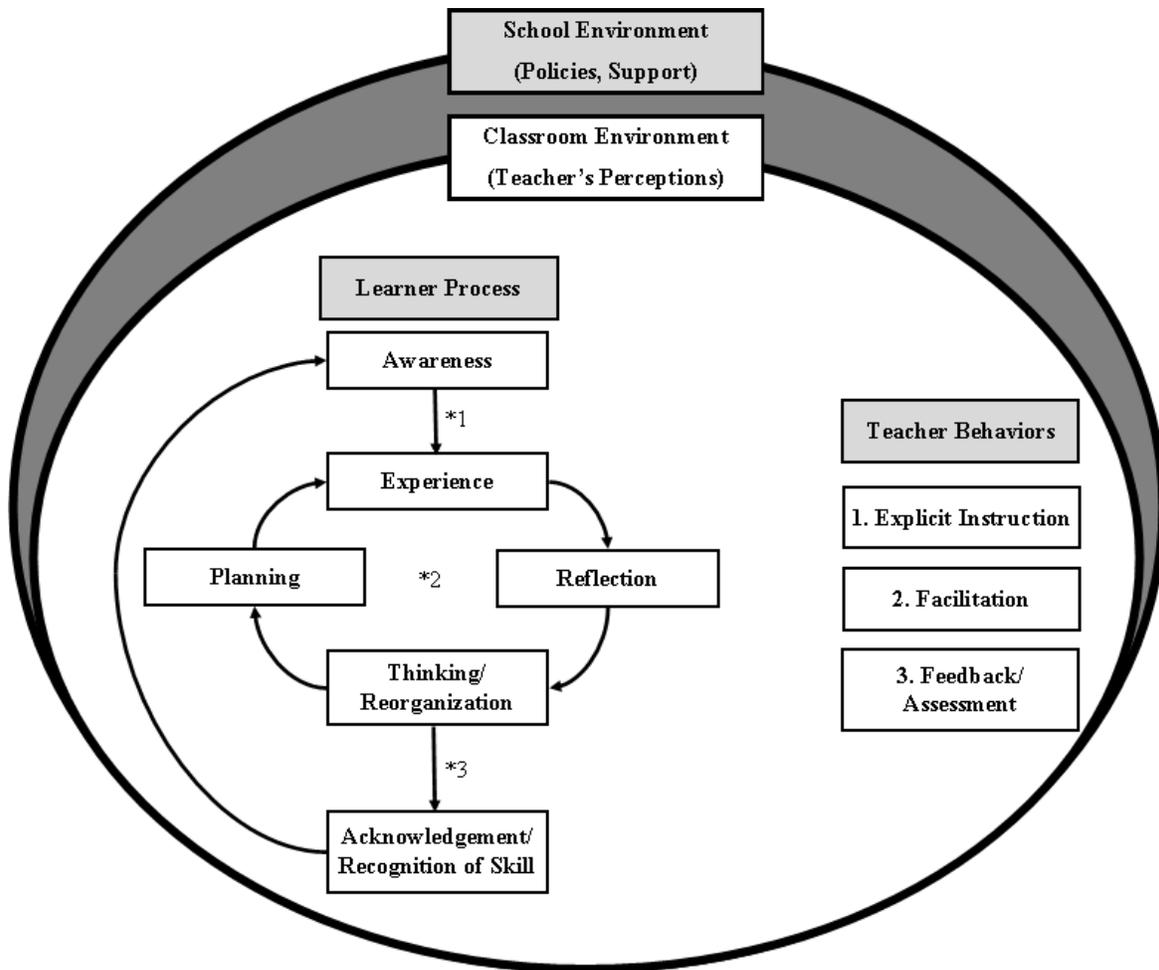 School Environment
(Policies, Support)
Classroom Environment
(Teacher's Perceptions)
Learner Process
Awareness
*1
Experience
Planning
*2
Reflection
Thinking/
Reorganization
*3
Acknowledgement/
Recognition of Skill
Teacher Behaviors
1. Explicit Instruction
2. Facilitation
3. Feedback/
Assessment